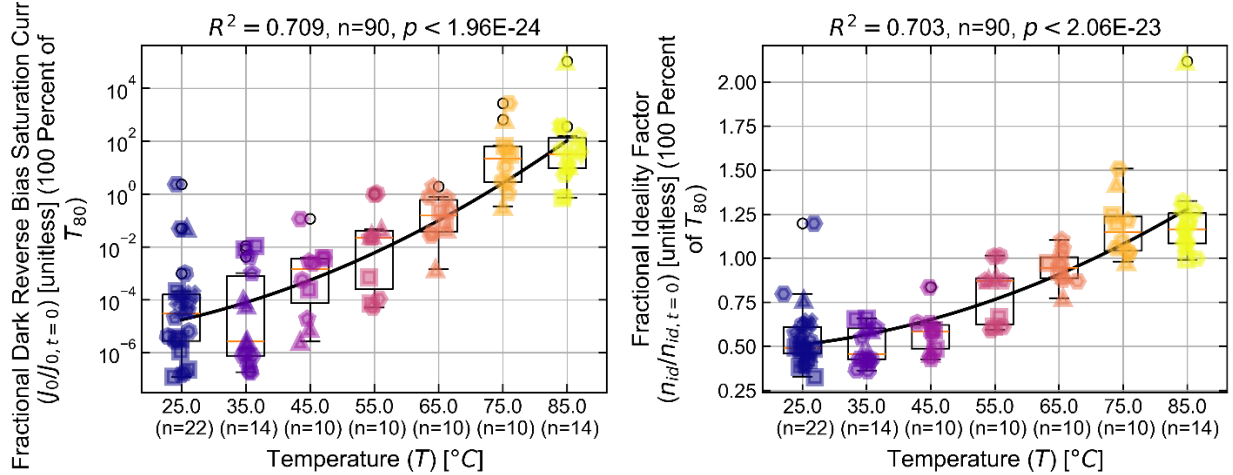 R² = 0.709, n=90, p < 1.96E-24
Fractional Dark Reverse Bias Saturation Curr
(J₀/J₀, t = 0) [unitless] (100 Percent of
T₈₀)
10⁴
10²
10⁰
10⁻²
10⁻⁴
10⁻⁶
25.0 35.0 45.0 55.0 65.0 75.0 85.0
(n=22) (n=14) (n=10) (n=10) (n=10) (n=10) (n=14)
Temperature (T) [°C]
R² = 0.703, n=90, p < 2.06E-23
Fractional Ideality Factor
(n_id/n_id, t = 0) [unitless] (100 Percent
of T₈₀)
2.00
1.75
1.50
1.25
1.00
0.75
0.50
0.25
25.0 35.0 45.0 55.0 65.0 75.0 85.0
(n=22) (n=14) (n=10) (n=10) (n=10) (n=10) (n=14)
Temperature (T) [°C]